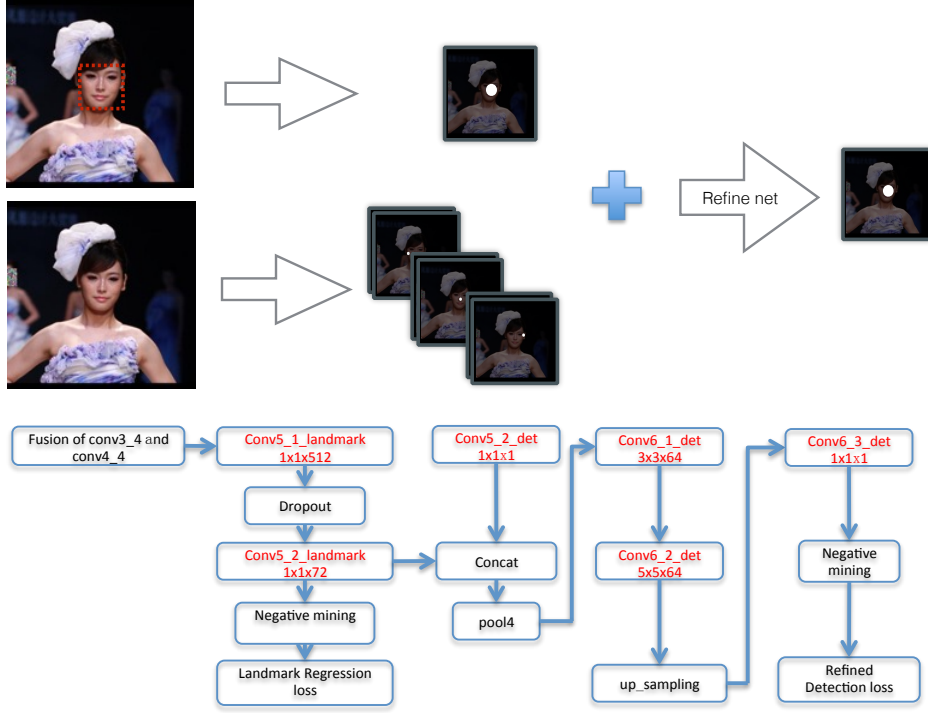 Refine net
Fusion of conv3_4 and
conv4_4
Conv5_1_landmark
1x1x512
Dropout
Conv5_2_landmark
1x1x72
Negative mining
Landmark Regression
loss
Conv5_2_det
1x1x1
Concat
pool4
Conv6_1_det
3x3x64
Conv6_2_det
5x5x64
up_sampling
Conv6_3_det
1x1x1
Negative
mining
Refined
Detection loss